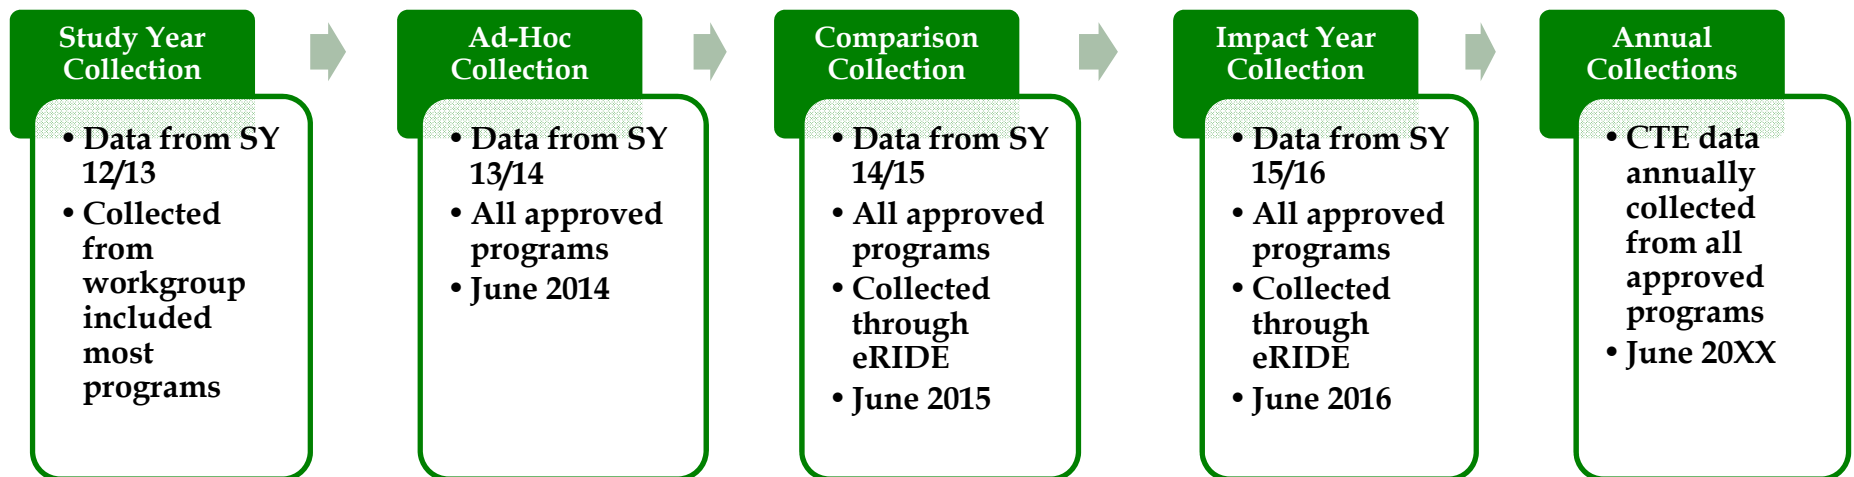 Study Year
Collection
• Data from SY
12/13
• Collected
from
workgroup
included
most
programs
Ad-Hoc
Collection
• Data from SY
13/14
• All approved
programs
• June 2014
Comparison
Collection
• Data from SY
14/15
• All approved
programs
• Collected
through
eRIDE
• June 2015
Impact Year
Collection
• Data from SY
15/16
• All approved
programs
• Collected
through
eRIDE
• June 2016
Annual
Collections
• CTE data
annually
collected
from all
approved
programs
• June 20XX